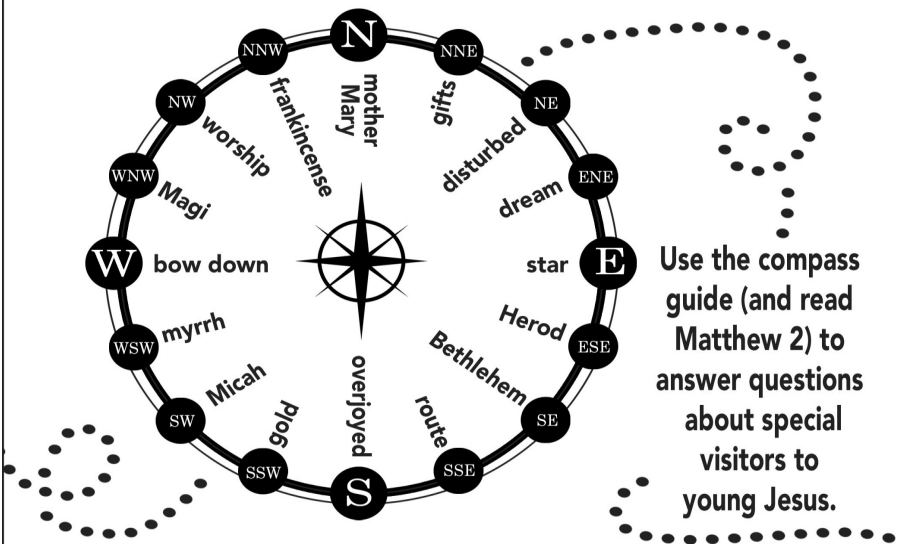 N
NNE
NE
ENE
E
ESE
SE
SSE
S
SSW
SW
WSW
W
WNW
NW
NNW
mother
Mary
gifts
disturbed
dream
star
Herod
Bethlehem
route
overjoyed
gold
Micah
myrrh
bow down
Magi
worship
frankincense
Use the compass
guide (and read
Matthew 2) to
answer questions
about special
visitors to
young Jesus.